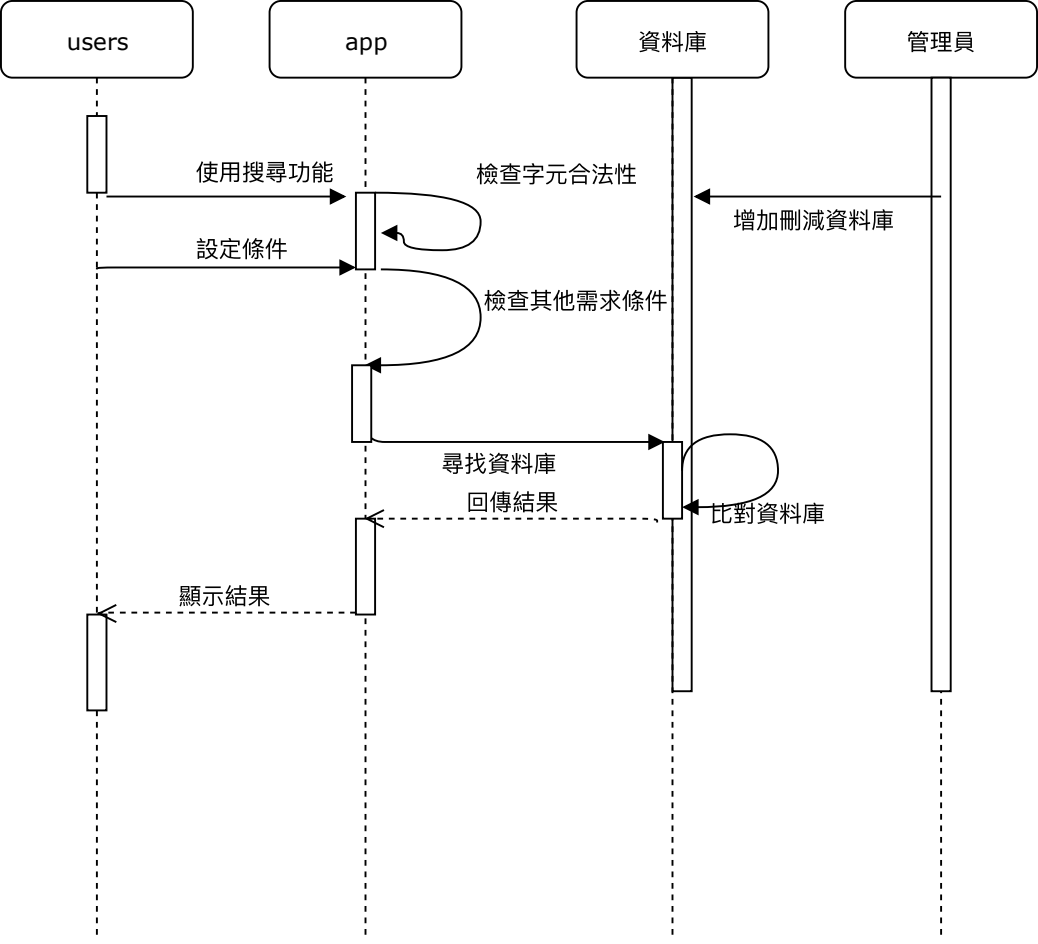 users
app
資料庫
管理員
使用搜尋功能
檢查字元合法性
增加刪減資料庫
設定條件
檢查其他需求條件
尋找資料庫
回傳結果
比對資料庫
顯示結果